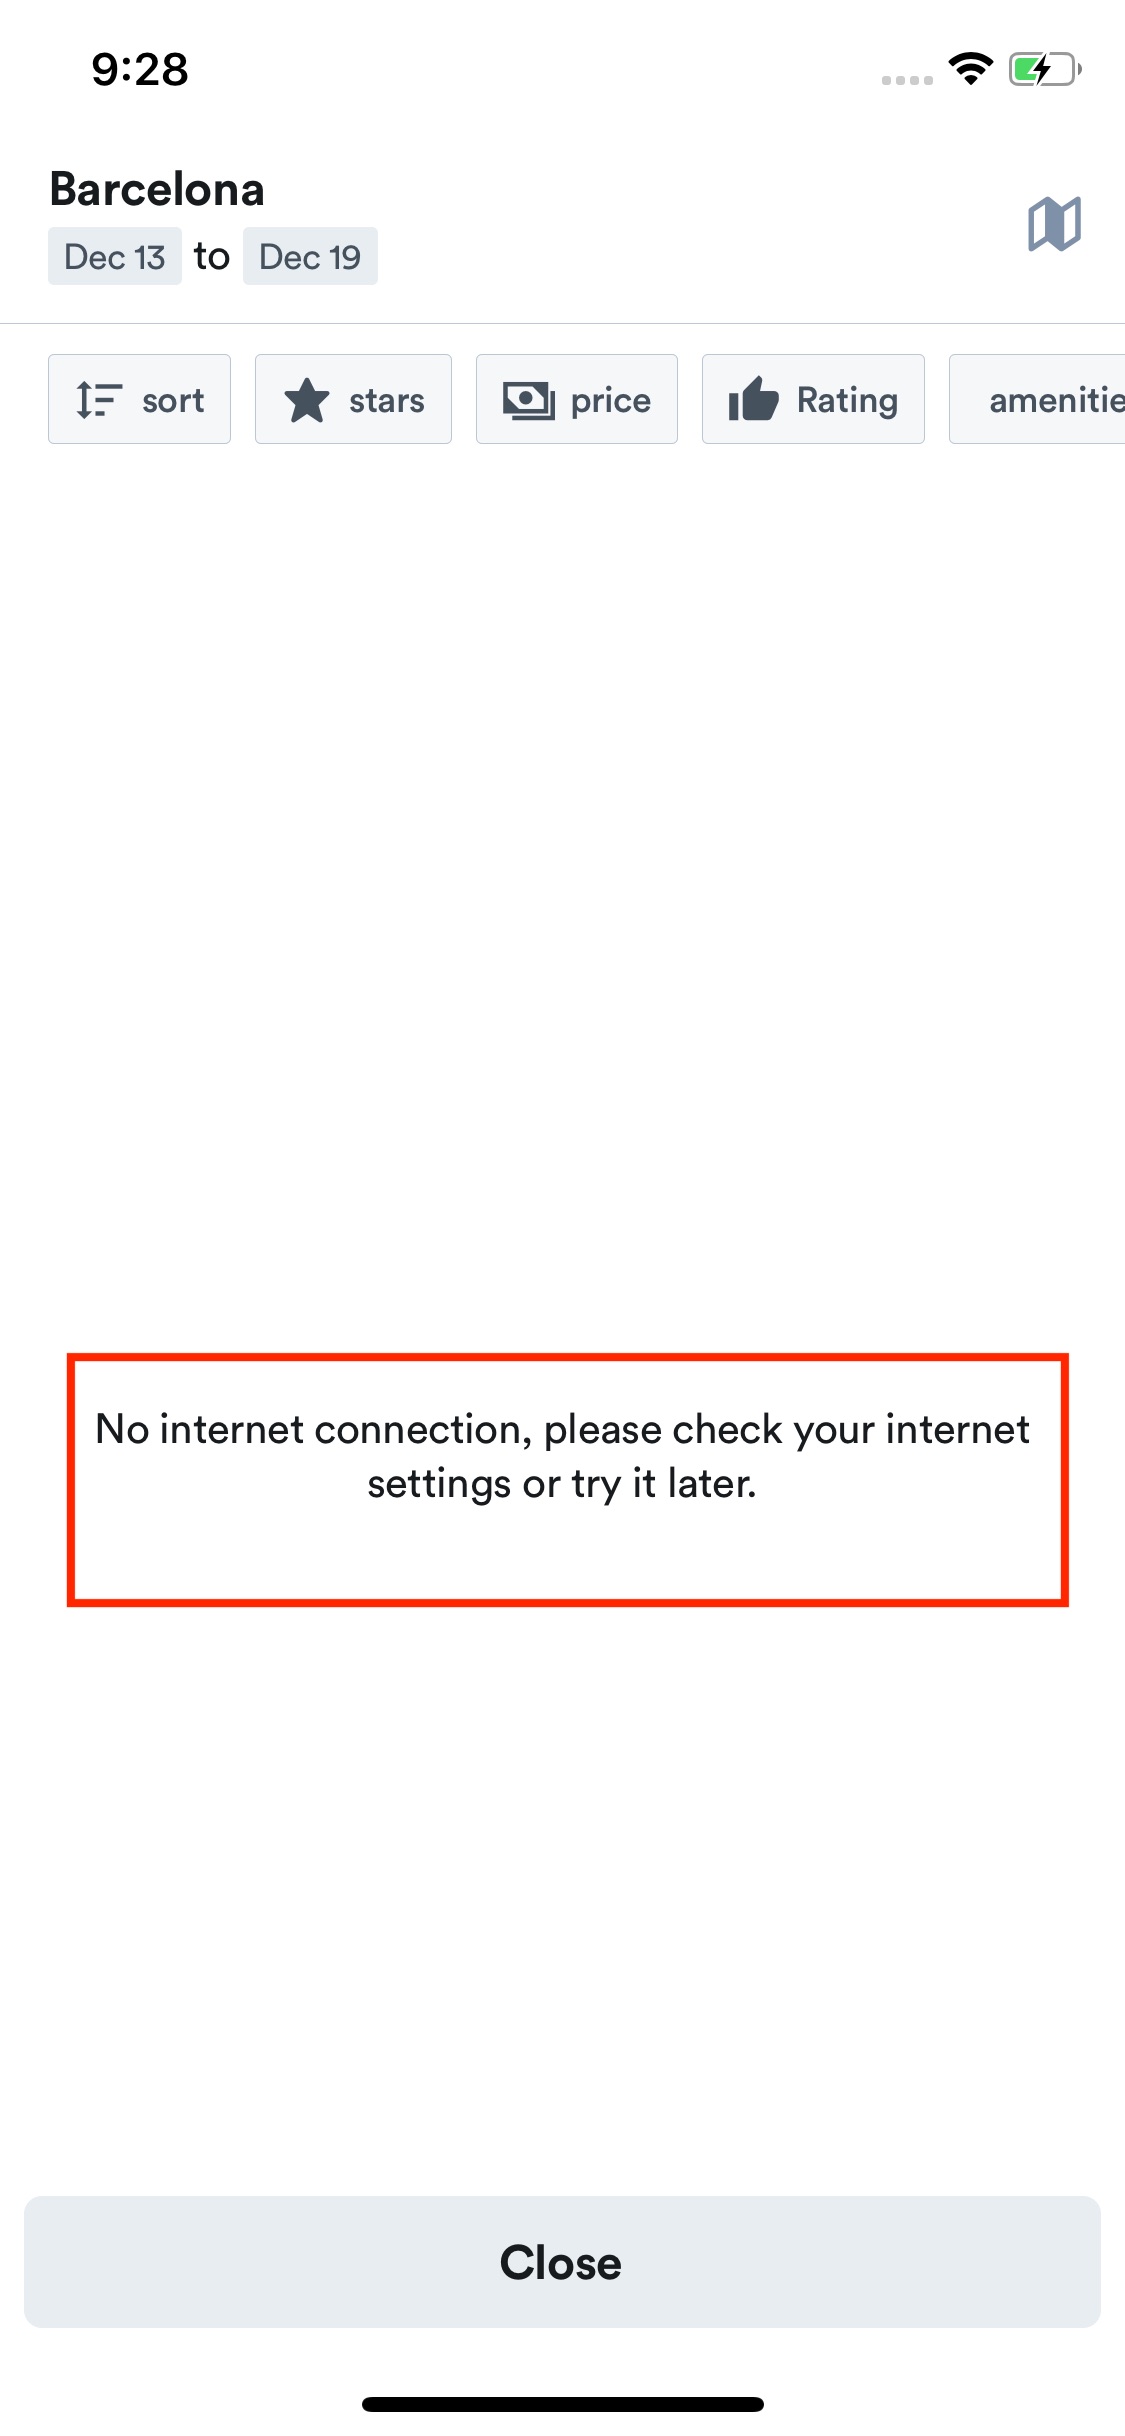 9:28
Barcelona
Dec 13 to Dec 19
sort stars price Rating amenitie
No internet connection, please check your internet
settings or try it later.
Close